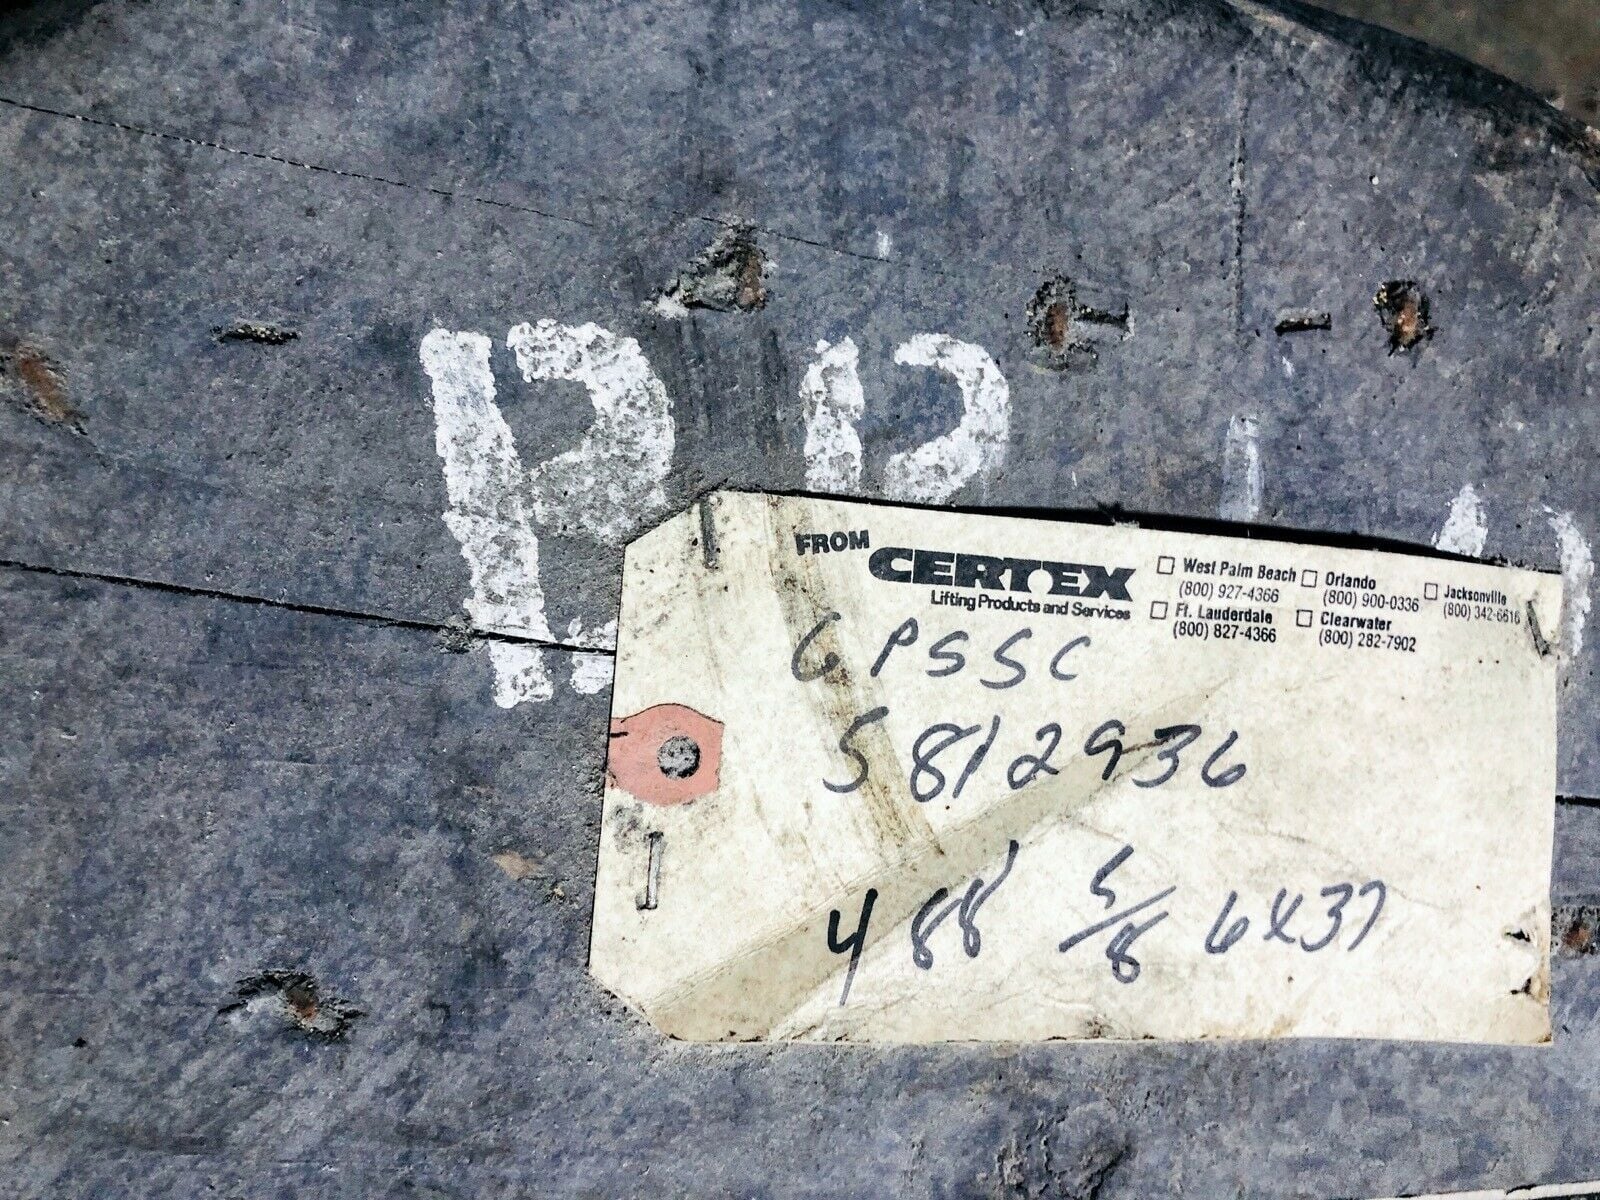 FROM CERTEX
Lifting Products and Services
☐ West Palm Beach ☐ Orlando ☐ Jacksonville
(800) 927-4366 (800) 900-0336 (800) 342-6616
☐ Ft. Lauderdale ☐ Clearwater
(800) 827-4366 (800) 282-7902
GPSSC
5812936
488' 5/8 6X37